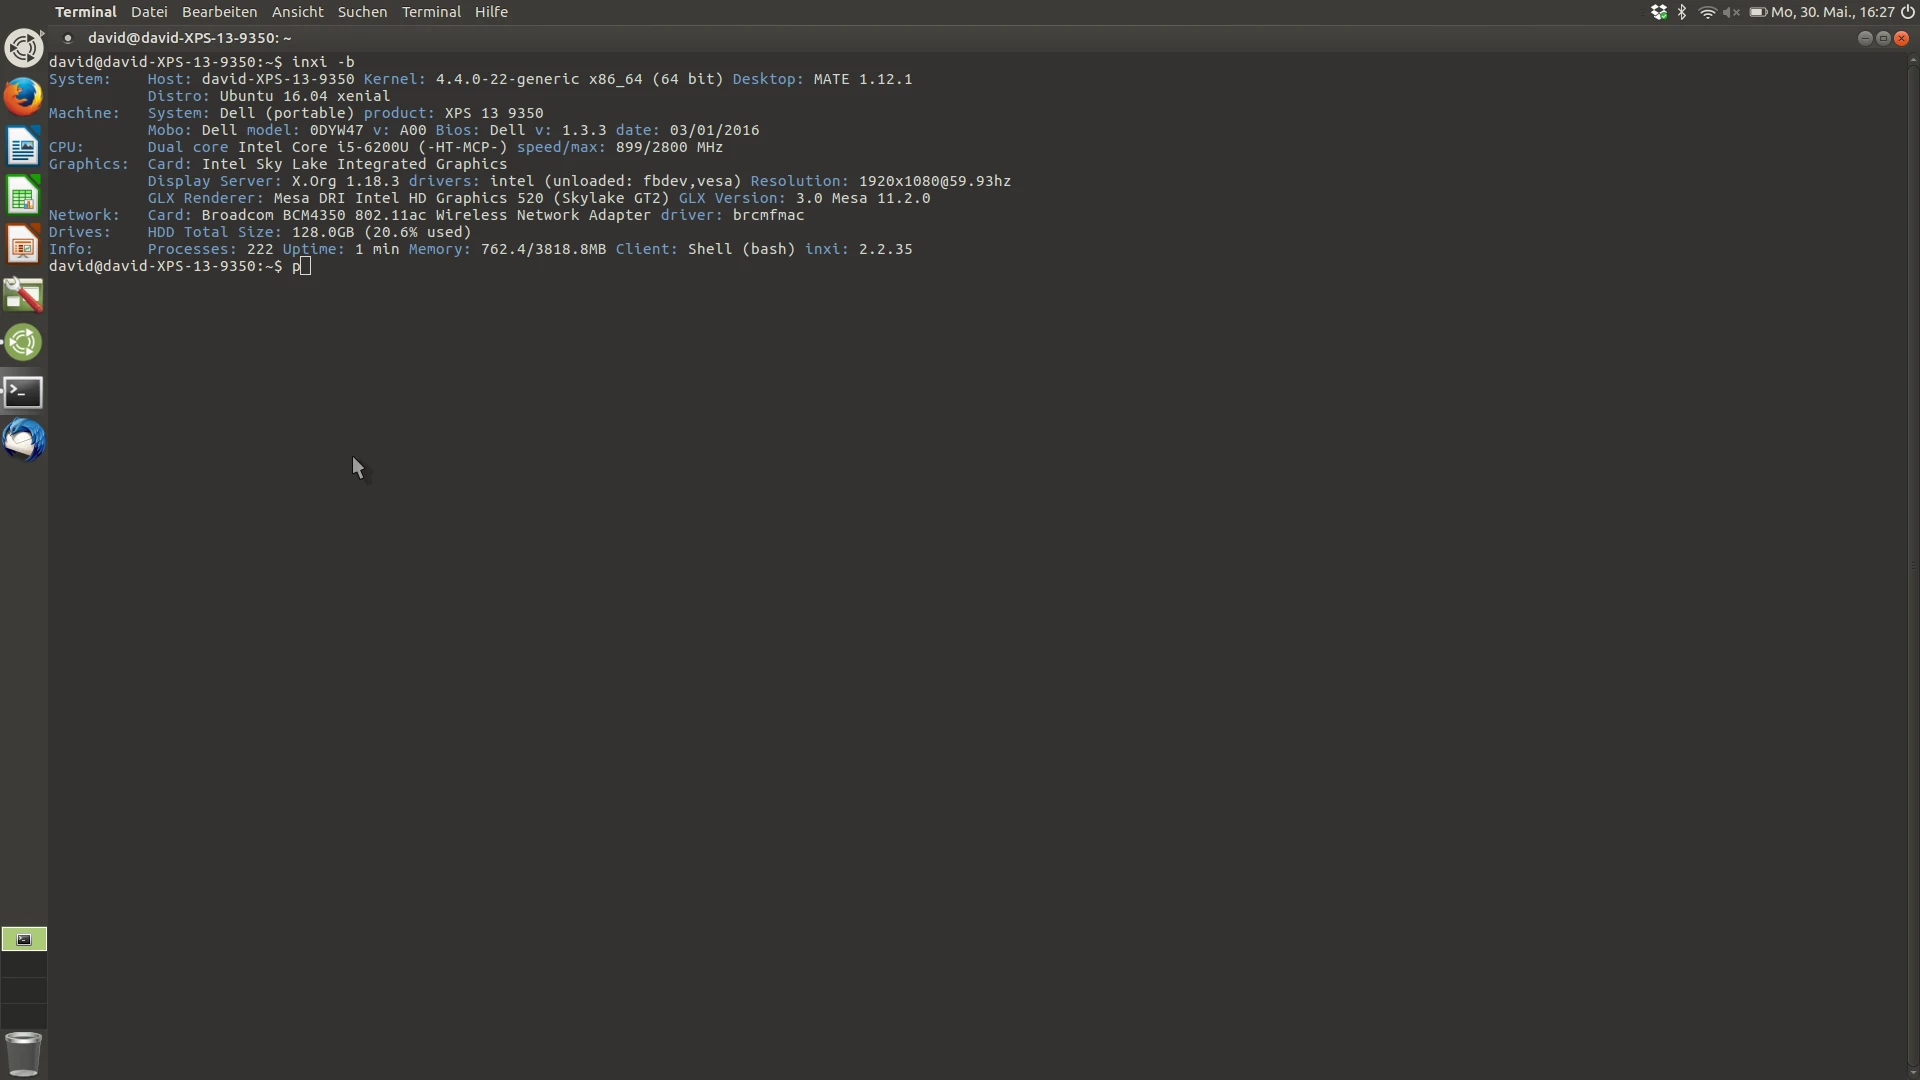 Terminal Datei Bearbeiten Ansicht Suchen Terminal Hilfe Mo, 30. Mai., 16:27
david@david-XPS-13-9350: ~
david@david-XPS-13-9350:~$ inxi -b
System: Host: david-XPS-13-9350 Kernel: 4.4.0-22-generic x86_64 (64 bit) Desktop: MATE 1.12.1
Distro: Ubuntu 16.04 xenial
Machine: System: Dell (portable) product: XPS 13 9350
Mobo: Dell model: 0DYW47 v: A00 Bios: Dell v: 1.3.3 date: 03/01/2016
CPU: Dual core Intel Core i5-6200U (-HT-MCP-) speed/max: 899/2800 MHz
Graphics: Card: Intel Sky Lake Integrated Graphics
Display Server: X.Org 1.18.3 drivers: intel (unloaded: fbdev,vesa) Resolution: 1920x1080@59.93hz
GLX Renderer: Mesa DRI Intel HD Graphics 520 (Skylake GT2) GLX Version: 3.0 Mesa 11.2.0
Network: Card: Broadcom BCM4350 802.11ac Wireless Network Adapter driver: brcmfmac
Drives: HDD Total Size: 128.0GB (20.6% used)
Info: Processes: 222 Uptime: 1 min Memory: 762.4/3818.8MB Client: Shell (bash) inxi: 2.2.35
david@david-XPS-13-9350:~$ p